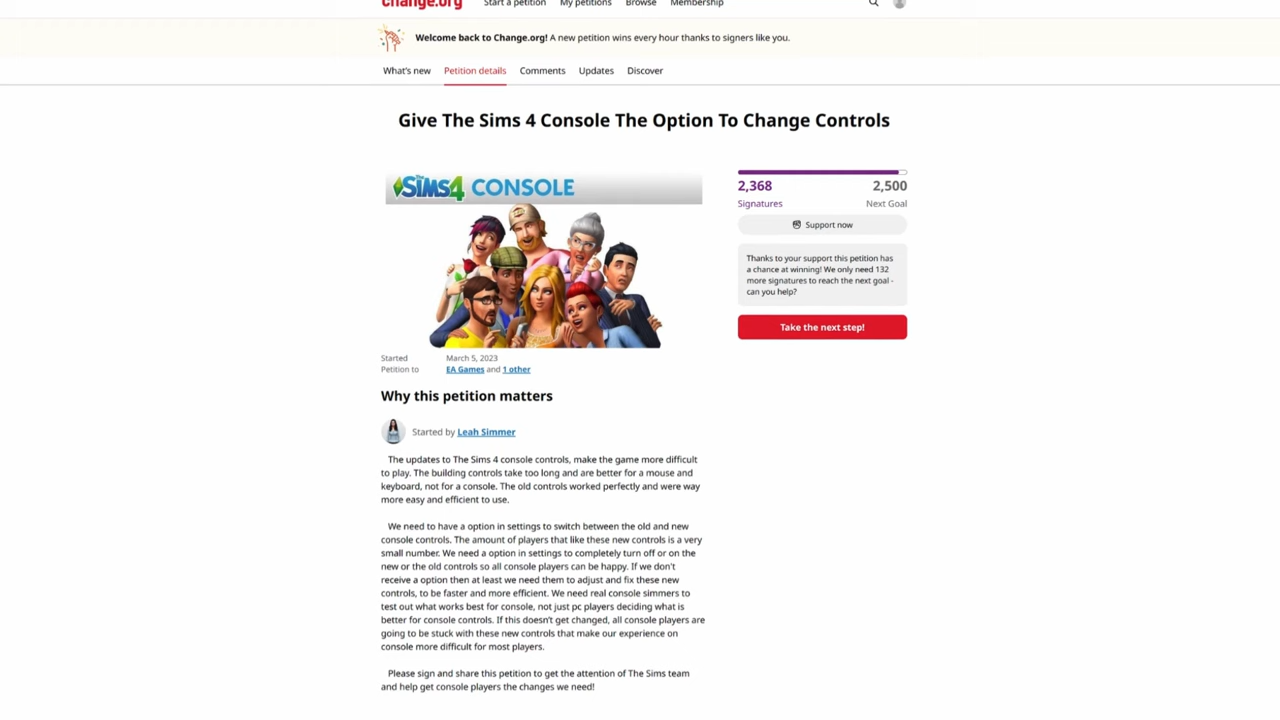 change.org
Start a petition
My petitions
Browse
Membership
Welcome back to Change.org! A new petition wins every hour thanks to signers like you.
What's new
Petition details
Comments
Updates
Discover
Give The Sims 4 Console The Option To Change Controls
The SIMS 4 CONSOLE
2,368
2,500
Signatures
Next Goal
Support now
Thanks to your support this petition has
a chance at winning! We only need 132
more signatures to reach the next goal -
can you help?
Take the next step!
Started March 5, 2023
Petition to EA Games and 1 other
Why this petition matters
Started by Leah Simmer
The updates to The Sims 4 console controls, make the game more difficult
to play. The building controls take too long and are better for a mouse and
keyboard, not for a console. The old controls worked perfectly and were way
more easy and efficient to use.
We need to have a option in settings to switch between the old and new
console controls. The amount of players that like these new controls is a very
small number. We need a option in settings to completely turn off or on the
new or the old controls so all console players can be happy. If we don't
receive a option then at least we need them to adjust and fix these new
controls, to be faster and more efficient. We need real console simmers to
test out what works best for console, not just pc players deciding what is
better for console controls. If this doesn't get changed, all console players are
going to be stuck with these new controls that make our experience on
console more difficult for most players.
Please sign and share this petition to get the attention of The Sims team
and help get console players the changes we need!